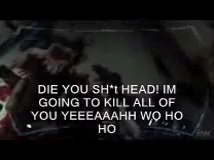 DIE YOU SH*t HEAD! IM
GOING TO KILL ALL OF
YOU YEEEAAAHH WO HO
HO